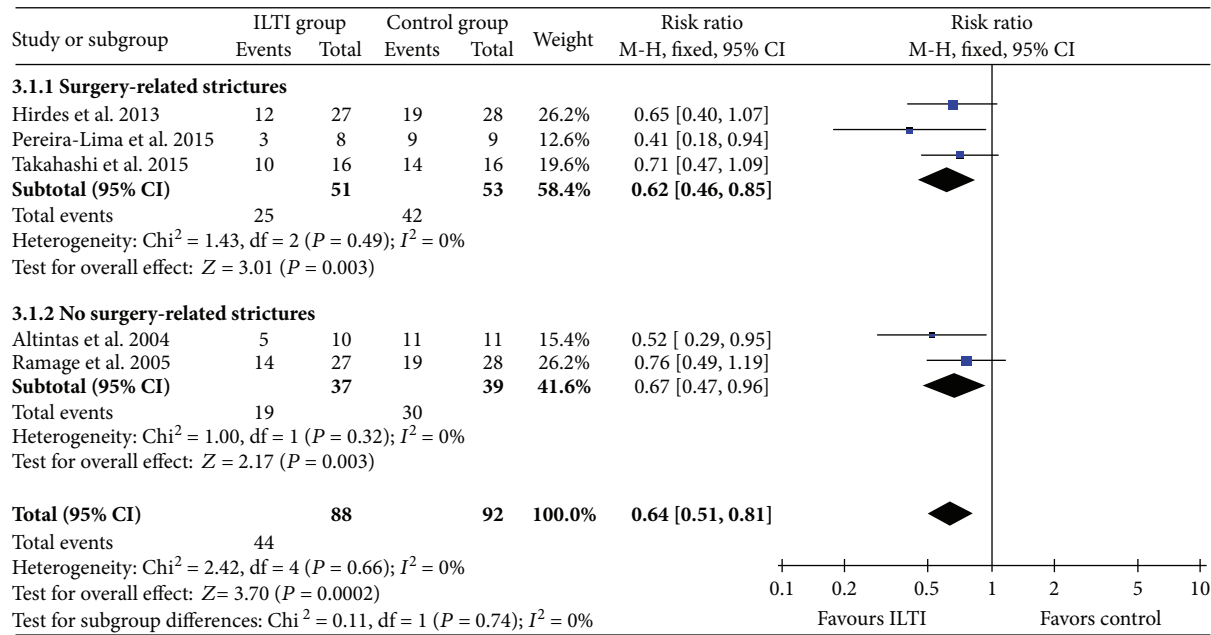 Study or subgroup ILTI group Control group Weight Risk ratio Risk ratio
Events Total Events Total M-H, fixed, 95% CI M-H, fixed, 95% CI
3.1.1 Surgery-related strictures
Hirdes et al. 2013 12 27 19 28 26.2% 0.65 [0.40, 1.07]
Pereira-Lima et al. 2015 3 8 9 9 12.6% 0.41 [0.18, 0.94]
Takahashi et al. 2015 10 16 14 16 19.6% 0.71 [0.47, 1.09]
Subtotal (95% CI) 51 53 58.4% 0.62 [0.46, 0.85]
Total events 25 42
Heterogeneity: Chi² = 1.43, df = 2 (P = 0.49); I² = 0%
Test for overall effect: Z = 3.01 (P = 0.003)
3.1.2 No surgery-related strictures
Altintas et al. 2004 5 10 11 11 15.4% 0.52 [ 0.29, 0.95]
Ramage et al. 2005 14 27 19 28 26.2% 0.76 [0.49, 1.19]
Subtotal (95% CI) 37 39 41.6% 0.67 [0.47, 0.96]
Total events 19 30
Heterogeneity: Chi² = 1.00, df = 1 (P = 0.32); I² = 0%
Test for overall effect: Z = 2.17 (P = 0.003)
Total (95% CI) 88 92 100.0% 0.64 [0.51, 0.81]
Total events 44
Heterogeneity: Chi² = 2.42, df = 4 (P = 0.66); I² = 0%
Test for overall effect: Z= 3.70 (P = 0.0002)
Test for subgroup differences: Chi ² = 0.11, df = 1 (P = 0.74); I² = 0%
0.1 0.2 0.5 1 2 5 10
Favours ILTI Favors control